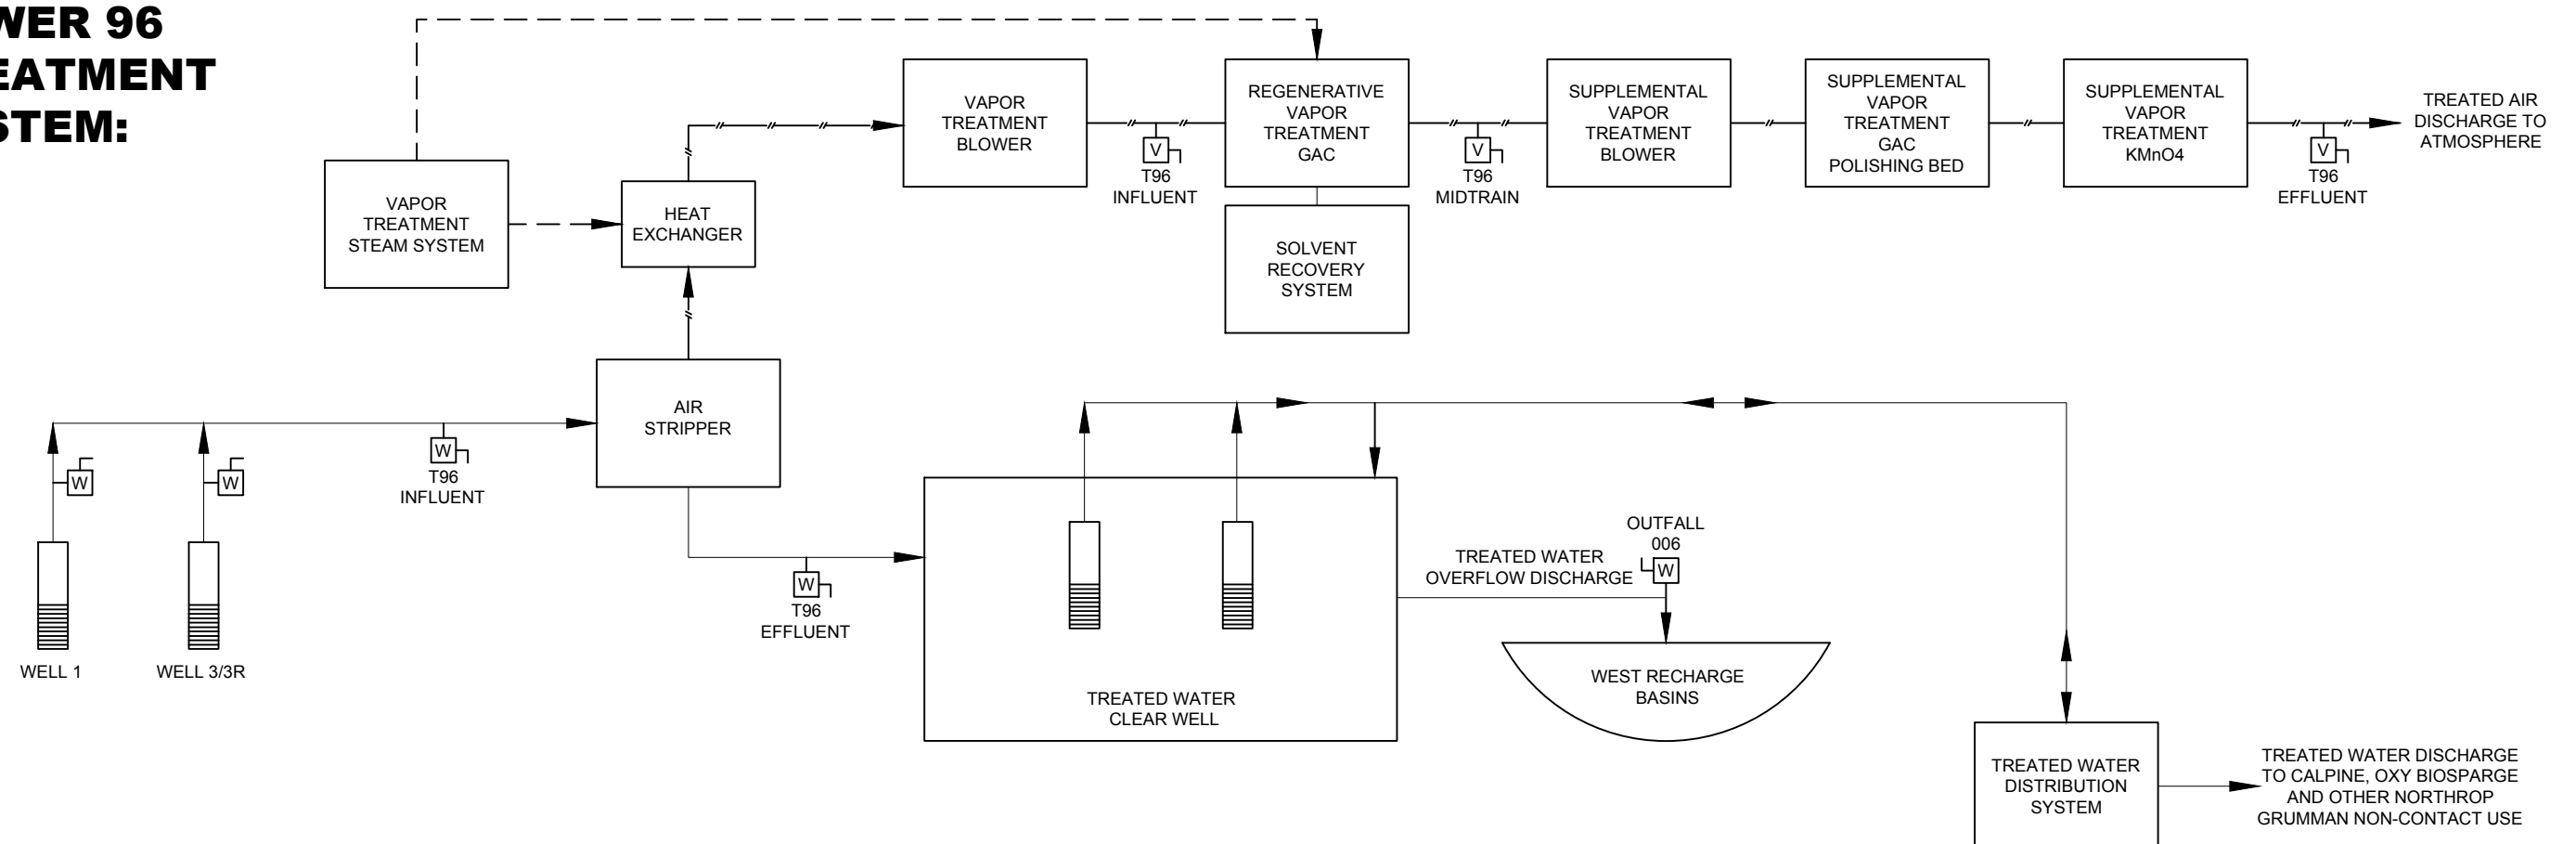 WER 96
EATMENT
STEM:
VAPOR
TREATMENT
STEAM SYSTEM
HEAT
EXCHANGER
VAPOR
TREATMENT
BLOWER
V
T96
INFLUENT
REGENERATIVE
VAPOR
TREATMENT
GAC
V
T96
MIDTRAIN
SUPPLEMENTAL
VAPOR
TREATMENT
BLOWER
SUPPLEMENTAL
VAPOR
TREATMENT
GAC
POLISHING BED
SUPPLEMENTAL
VAPOR
TREATMENT
KMnO4
V
T96
EFFLUENT
TREATED AIR
DISCHARGE TO
ATMOSPHERE
SOLVENT
RECOVERY
SYSTEM
AIR
STRIPPER
W
W
W
T96
INFLUENT
WELL 1
WELL 3/3R
W
T96
EFFLUENT
TREATED WATER
CLEAR WELL
TREATED WATER
OVERFLOW DISCHARGE
OUTFALL
006
W
WEST RECHARGE
BASINS
TREATED WATER
DISTRIBUTION
SYSTEM
TREATED WATER DISCHARGE
TO CALPINE, OXY BIOSPARGE
AND OTHER NORTHROP
GRUMMAN NON-CONTACT USE